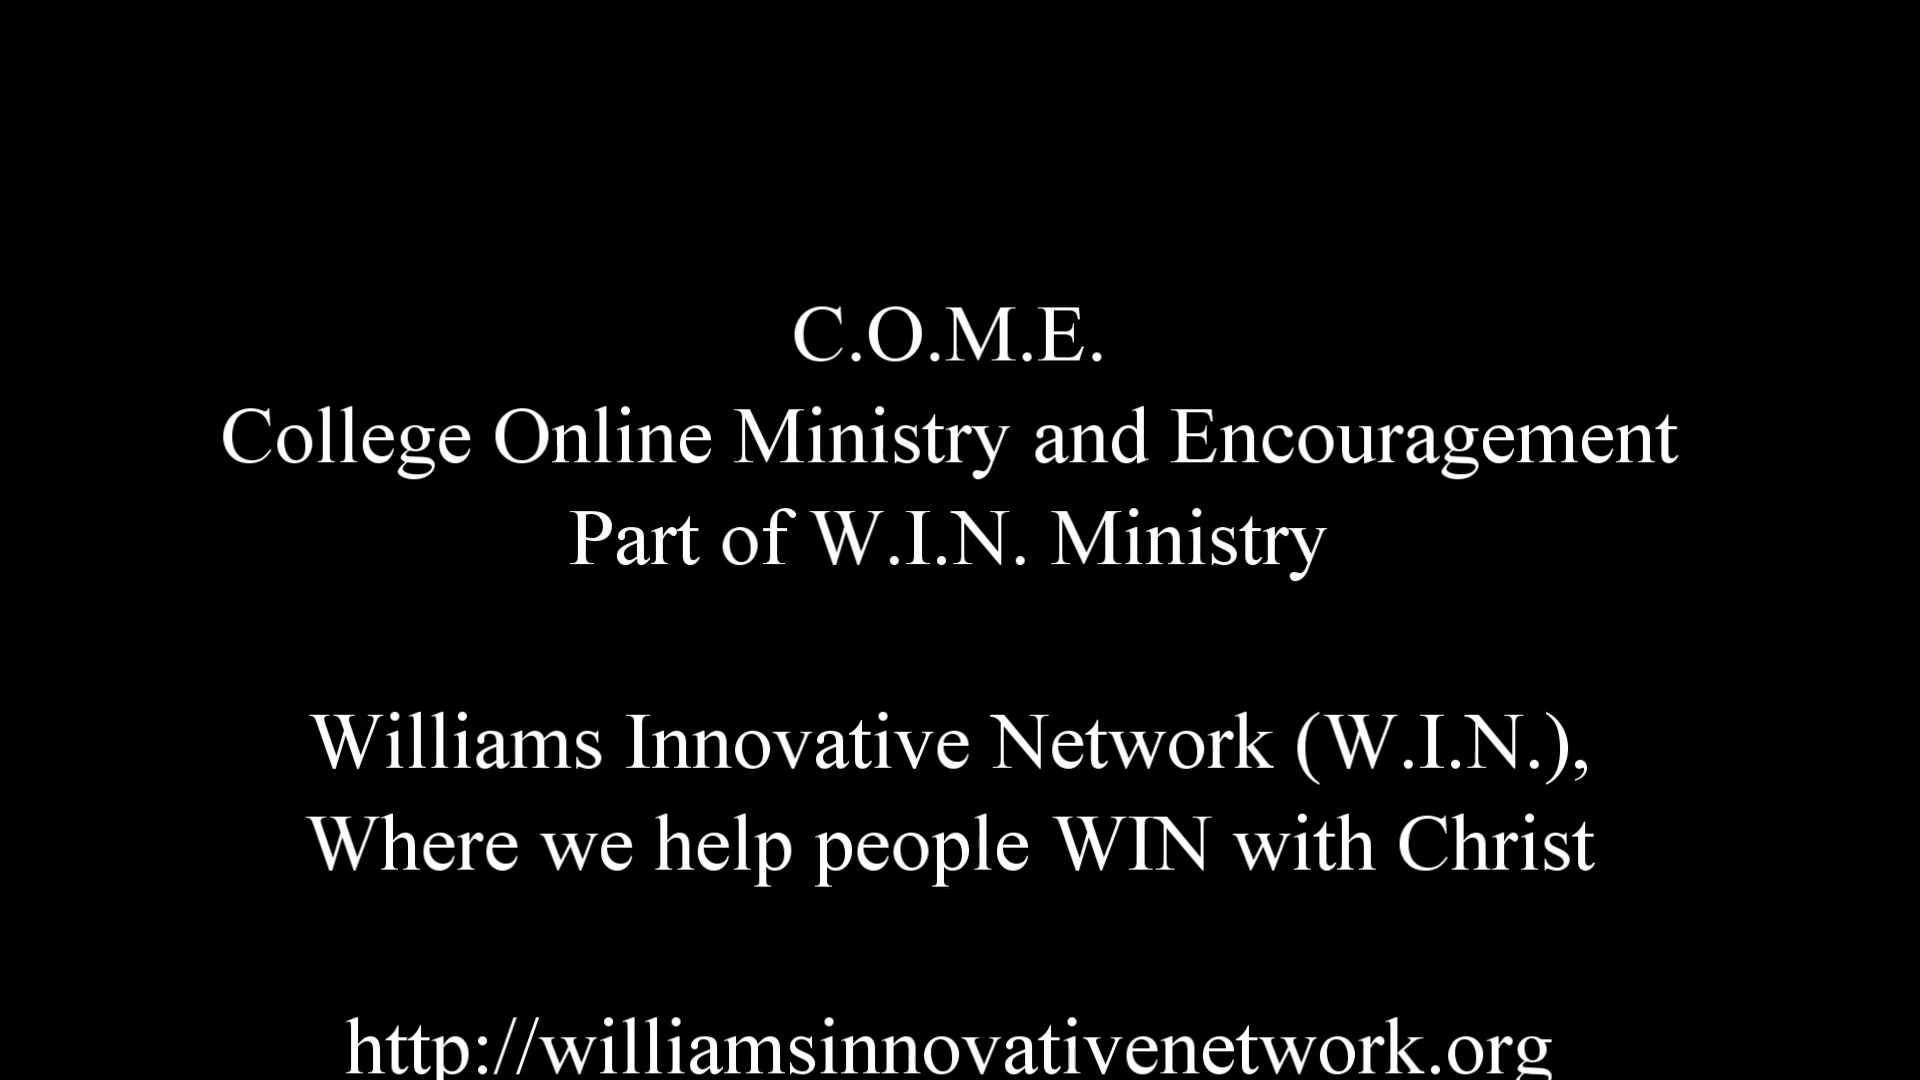 C.O.M.E.
College Online Ministry and Encouragement
Part of W.I.N. Ministry
Williams Innovative Network (W.I.N.),
Where we help people WIN with Christ
http://williamsinnovativenetwork.org